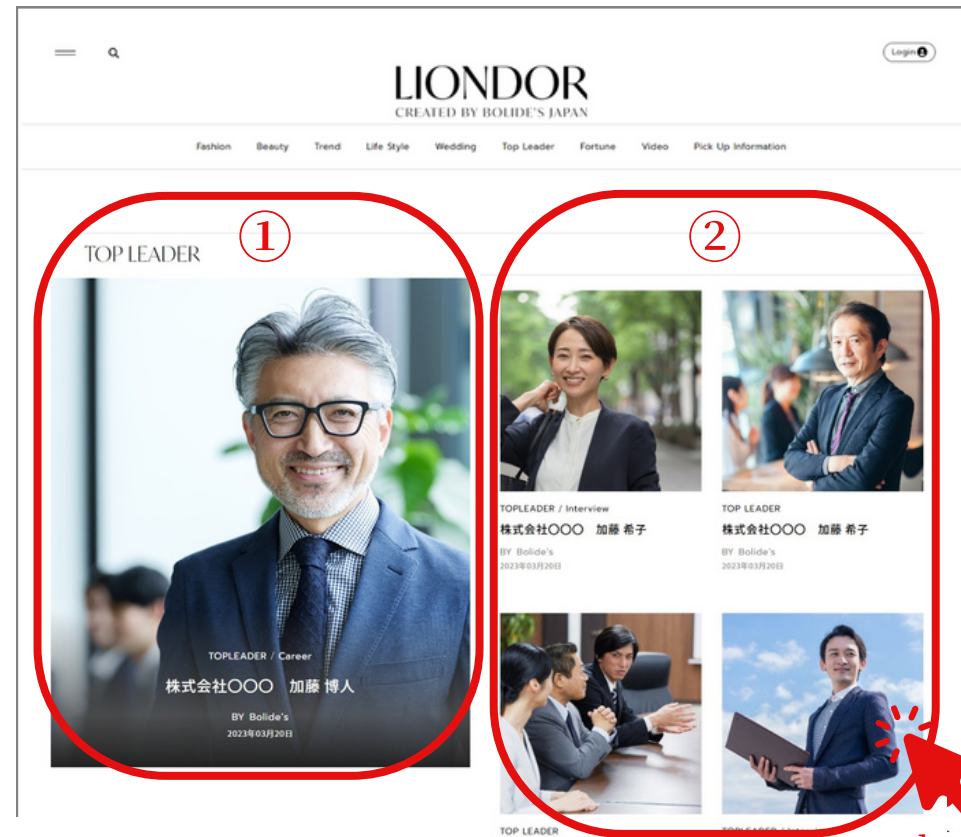 Login
LIONDOR
CREATED BY BOLIDE'S JAPAN
Fashion Beauty Trend Life Style Wedding Top Leader Fortune Video Pick Up Information
①
②
TOP LEADER
TOPLEADER / Career
株式会社〇〇〇 加藤 博人
BY Bolide's
2023年03月20日
TOPLEADER / Interview
株式会社〇〇〇 加藤 希子
BY Bolide's
2023年03月20日
TOP LEADER
株式会社〇〇〇 加藤 希子
BY Bolide's
2023年03月20日
TOP LEADER
TOPLEADER / Interview